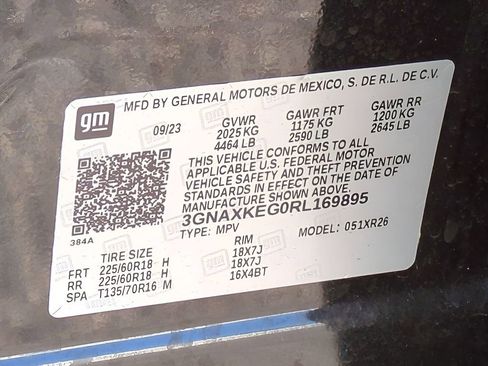 gm
MFD BY GENERAL MOTORS DE MEXICO, S. DE R.L. DE C.V.
09/23 GVWR GAWR FRT GAWR RR
2025 KG 1175 KG 1200 KG
4464 LB 2590 LB 2645 LB
THIS VEHICLE CONFORMS TO ALL
APPLICABLE U.S. FEDERAL MOTOR
VEHICLE SAFETY AND THEFT PREVENTION
STANDARDS IN EFFECT ON THE DATE OF
MANUFACTURE SHOWN ABOVE.
3GNAXKEG0RL169895
384A TYPE: MPV MODEL: 051XR26
TIRE SIZE RIM
FRT 225/60R18 H 18X7J
RR 225/60R18 H 18X7J
SPA T135/70R16 M 16X4BT